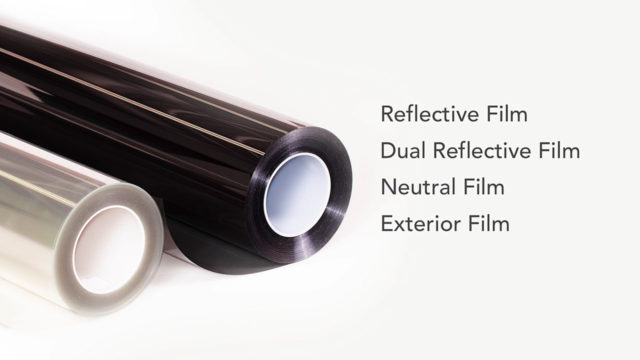 Reflective Film
Dual Reflective Film
Neutral Film
Exterior Film